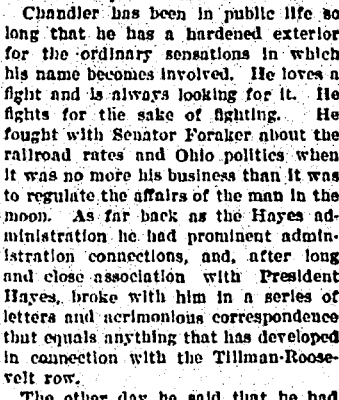 Chandler has been in public life so
long that he has a hardened exterior
for the ordinary sensations in which
his name becomes involved. He loves a
fight and is always looking for it. He
fights for the sake of fighting. He
fought with Senator Foraker about the
railroad rates and Ohio politics when
it was no more his business than it was
to regulate the affairs of the man in the
moon. As far back as the Hayes ad-
ministration he had prominent admin-
istration connections, and, after long
and close association with President
Hayes, broke with him in a series of
letters and acrimonious correspondence
that equals anything that has developed
in connection with the Tillman-Roose-
velt row.
The other day he said that he had